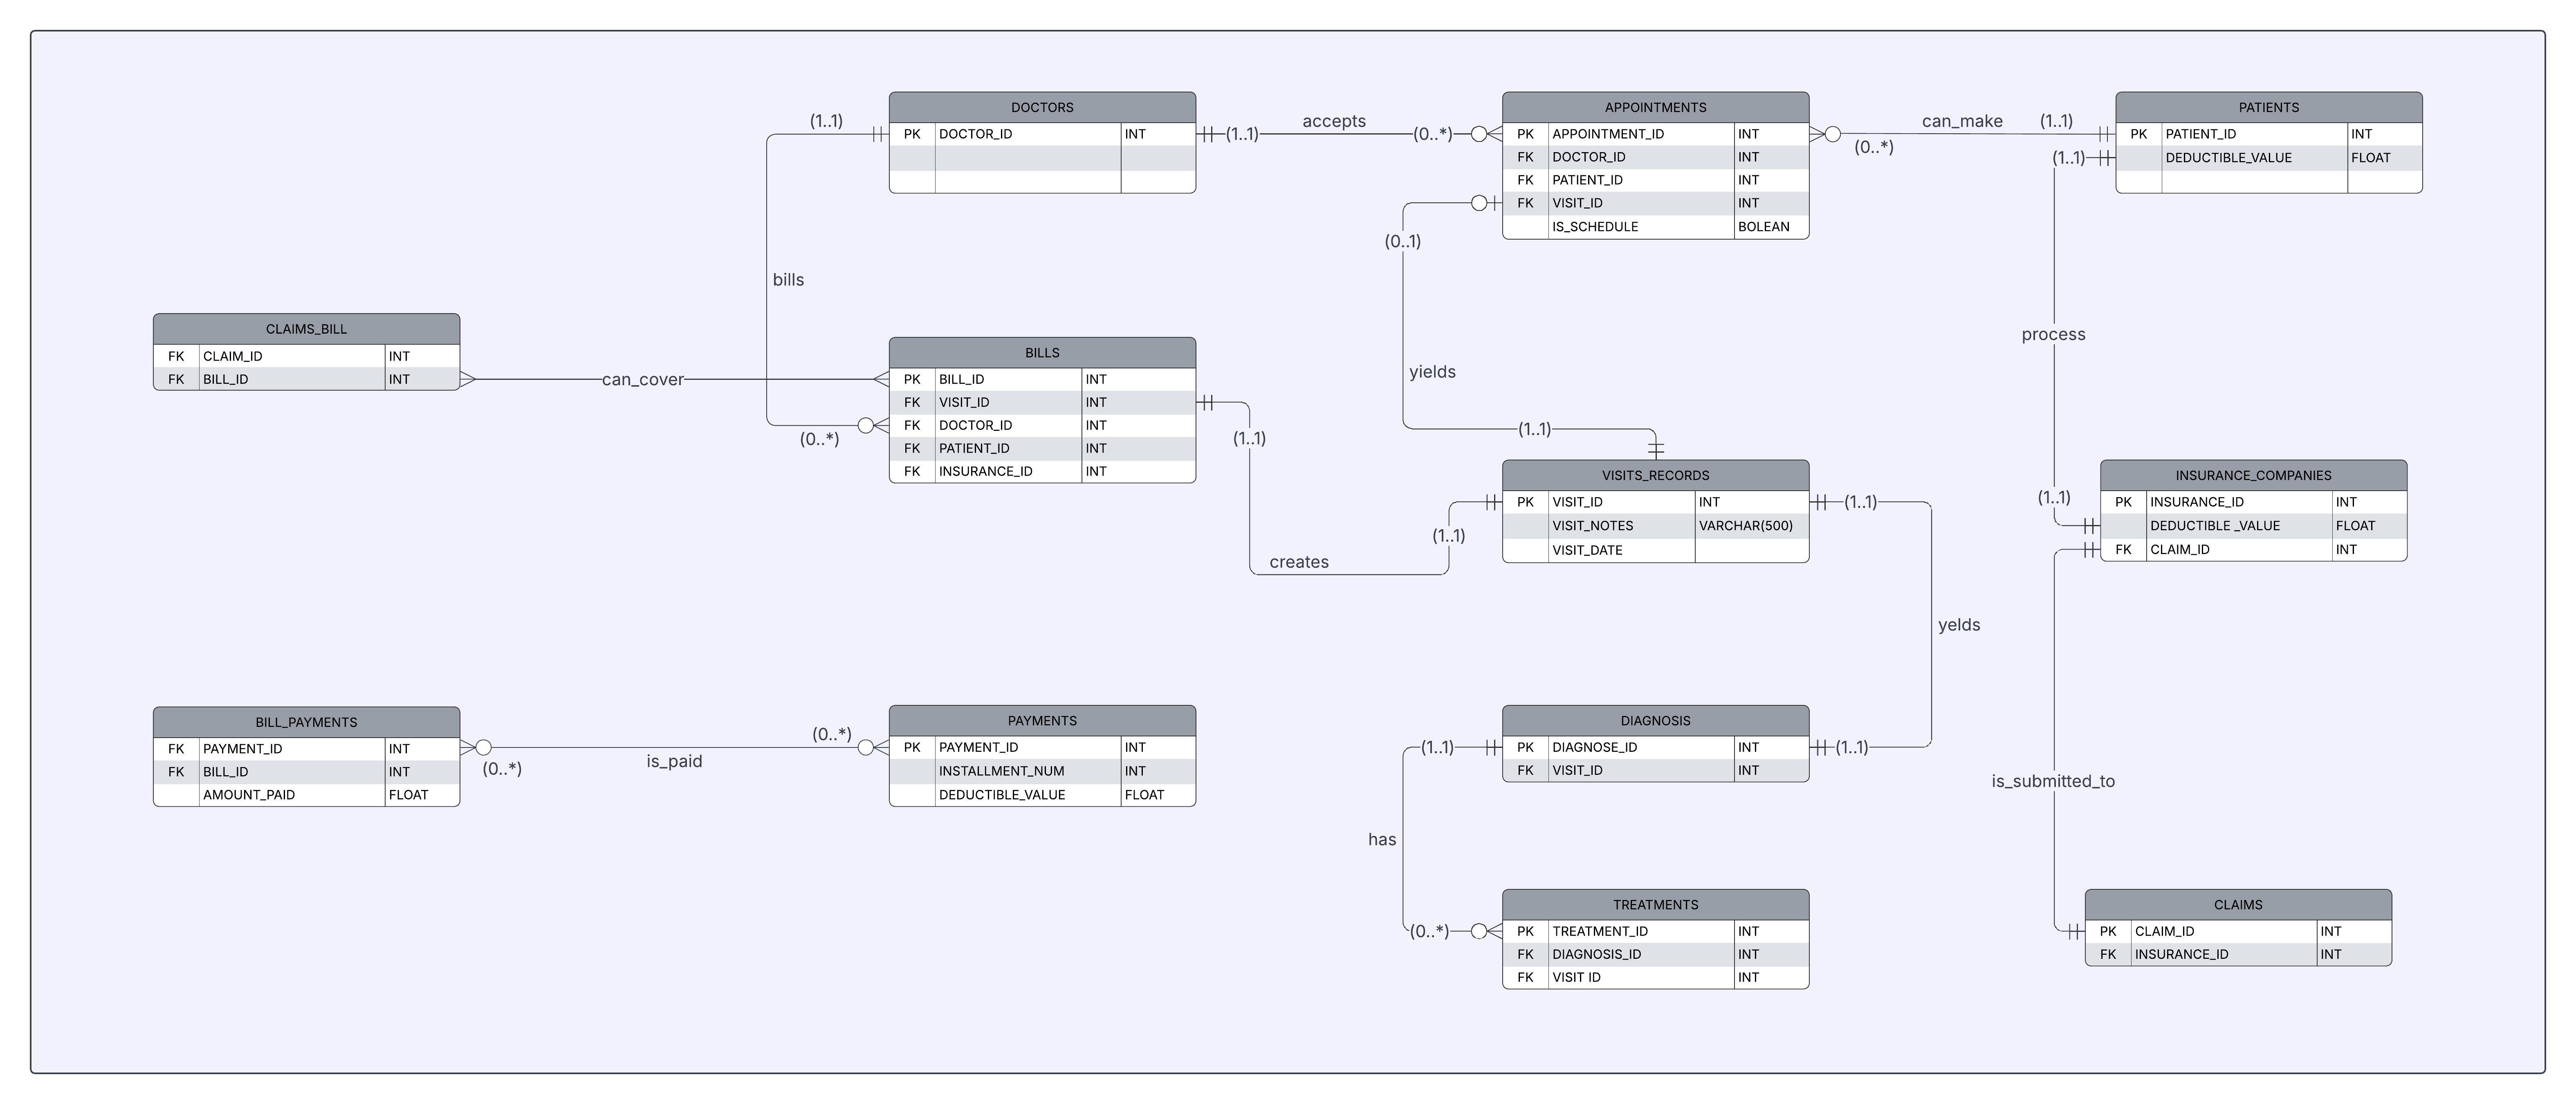 DOCTORS
PK DOCTOR_ID INT
APPOINTMENTS
PK APPOINTMENT_ID INT
FK DOCTOR_ID INT
FK PATIENT_ID INT
FK VISIT_ID INT
IS_SCHEDULE BOLEAN
PATIENTS
PK PATIENT_ID INT
DEDUCTIBLE_VALUE FLOAT
(1..1)
(1..1)
accepts
(0..*)
can_make
(0..*)
(1..1)
(1..1)
(0..1)
bills
process
yields
CLAIMS_BILL
FK CLAIM_ID INT
FK BILL_ID INT
can_cover
BILLS
PK BILL_ID INT
FK VISIT_ID INT
FK DOCTOR_ID INT
FK PATIENT_ID INT
FK INSURANCE_ID INT
(0..*)
(1..1)
(1..1)
(1..1)
creates
VISITS_RECORDS
PK VISIT_ID INT
VISIT_NOTES VARCHAR(500)
VISIT_DATE
(1..1)
(1..1)
INSURANCE_COMPANIES
PK INSURANCE_ID INT
DEDUCTIBLE _VALUE FLOAT
FK CLAIM_ID INT
yelds
BILL_PAYMENTS
FK PAYMENT_ID INT
FK BILL_ID INT
AMOUNT_PAID FLOAT
(0..*)
is_paid
(0..*)
PAYMENTS
PK PAYMENT_ID INT
INSTALLMENT_NUM INT
DEDUCTIBLE_VALUE FLOAT
(1..1)
DIAGNOSIS
PK DIAGNOSE_ID INT
FK VISIT_ID INT
(1..1)
is_submitted_to
has
(0..*)
TREATMENTS
PK TREATMENT_ID INT
FK DIAGNOSIS_ID INT
FK VISIT ID INT
CLAIMS
PK CLAIM_ID INT
FK INSURANCE_ID INT